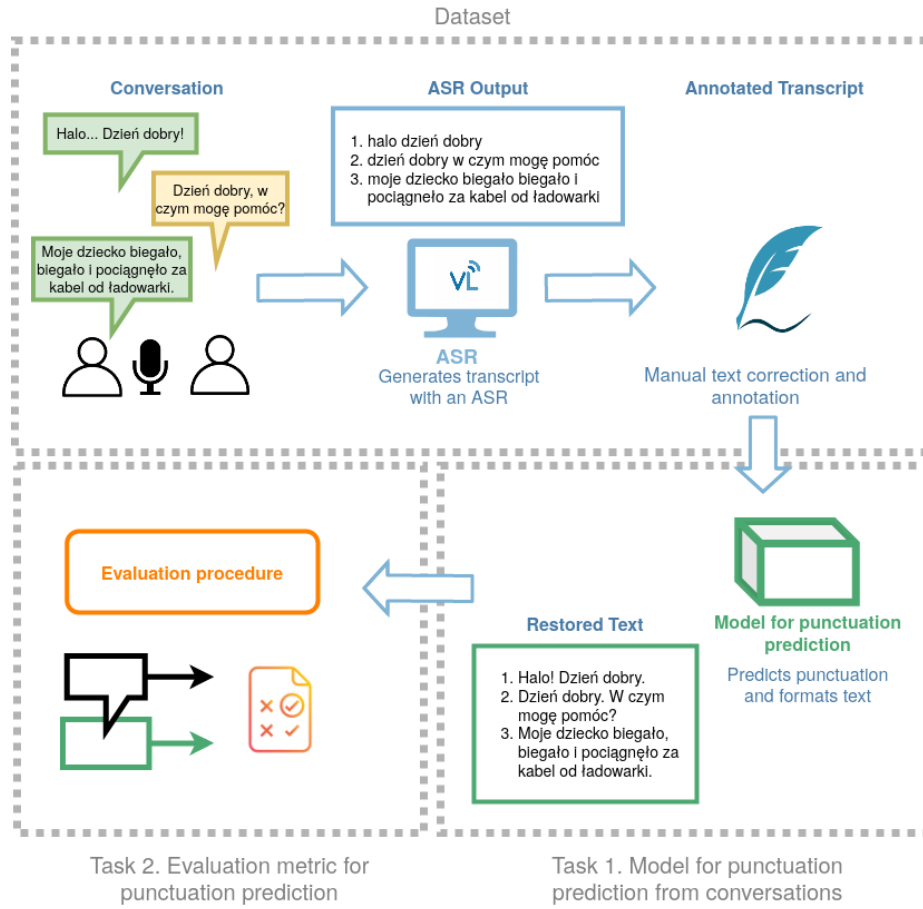 Dataset
Conversation
Halo... Dzień dobry!
Dzień dobry, w
czym mogę pomóc?
Moje dziecko biegało,
biegało i pociągnęło za
kabel od ładowarki.
ASR Output
1. halo dzień dobry
2. dzień dobry w czym mogę pomóc
3. moje dziecko biegało biegało i
pociągneło za kabel od ładowarki
VL
ASR
Generates transcript
with an ASR
Annotated Transcript
Manual text correction and
annotation
Model for punctuation
prediction
Predicts punctuation
and formats text
Restored Text
1. Halo! Dzień dobry.
2. Dzień dobry. W czym
mogę pomóc?
3. Moje dziecko biegało,
biegało i pociągnęło za
kabel od ładowarki.
Evaluation procedure
Task 2. Evaluation metric for
punctuation prediction
Task 1. Model for punctuation
prediction from conversations